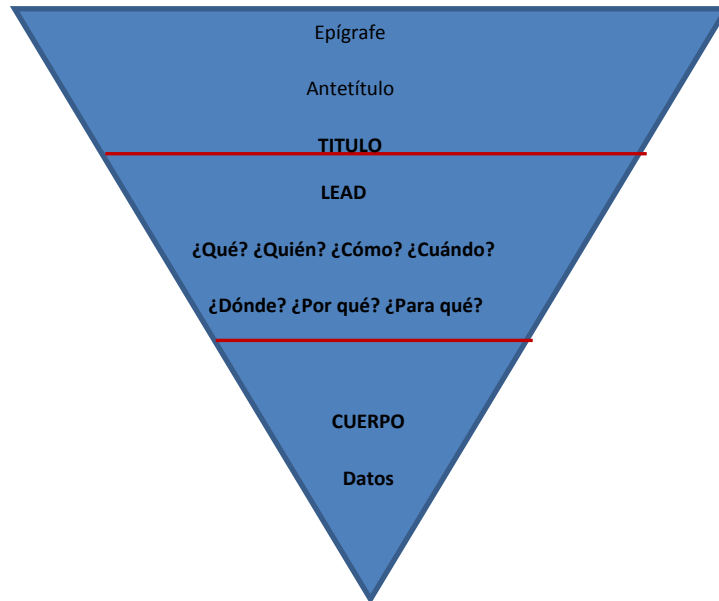 Epígrafe
Antetítulo
TITULO
LEAD
¿Qué? ¿Quién? ¿Cómo? ¿Cuándo?
¿Dónde? ¿Por qué? ¿Para qué?
CUERPO
Datos